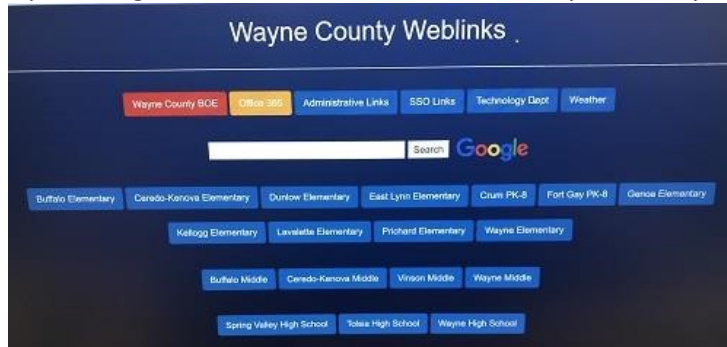 Wayne County Weblinks .
Wayne County BOE Office 365 Administrative Links SSO Links Technology Dept Weather
Search Google
Buffalo Elementary Ceredo-Kenova Elementary Dunlow Elementary East Lynn Elementary Crum PK-8 Fort Gay PK-8 Genoa Elementary
Kellogg Elementary Lavalette Elementary Prichard Elementary Wayne Elementary
Buffalo Middle Ceredo-Kenova Middle Vinson Middle Wayne Middle
Spring Valley High School Tolsia High School Wayne High School